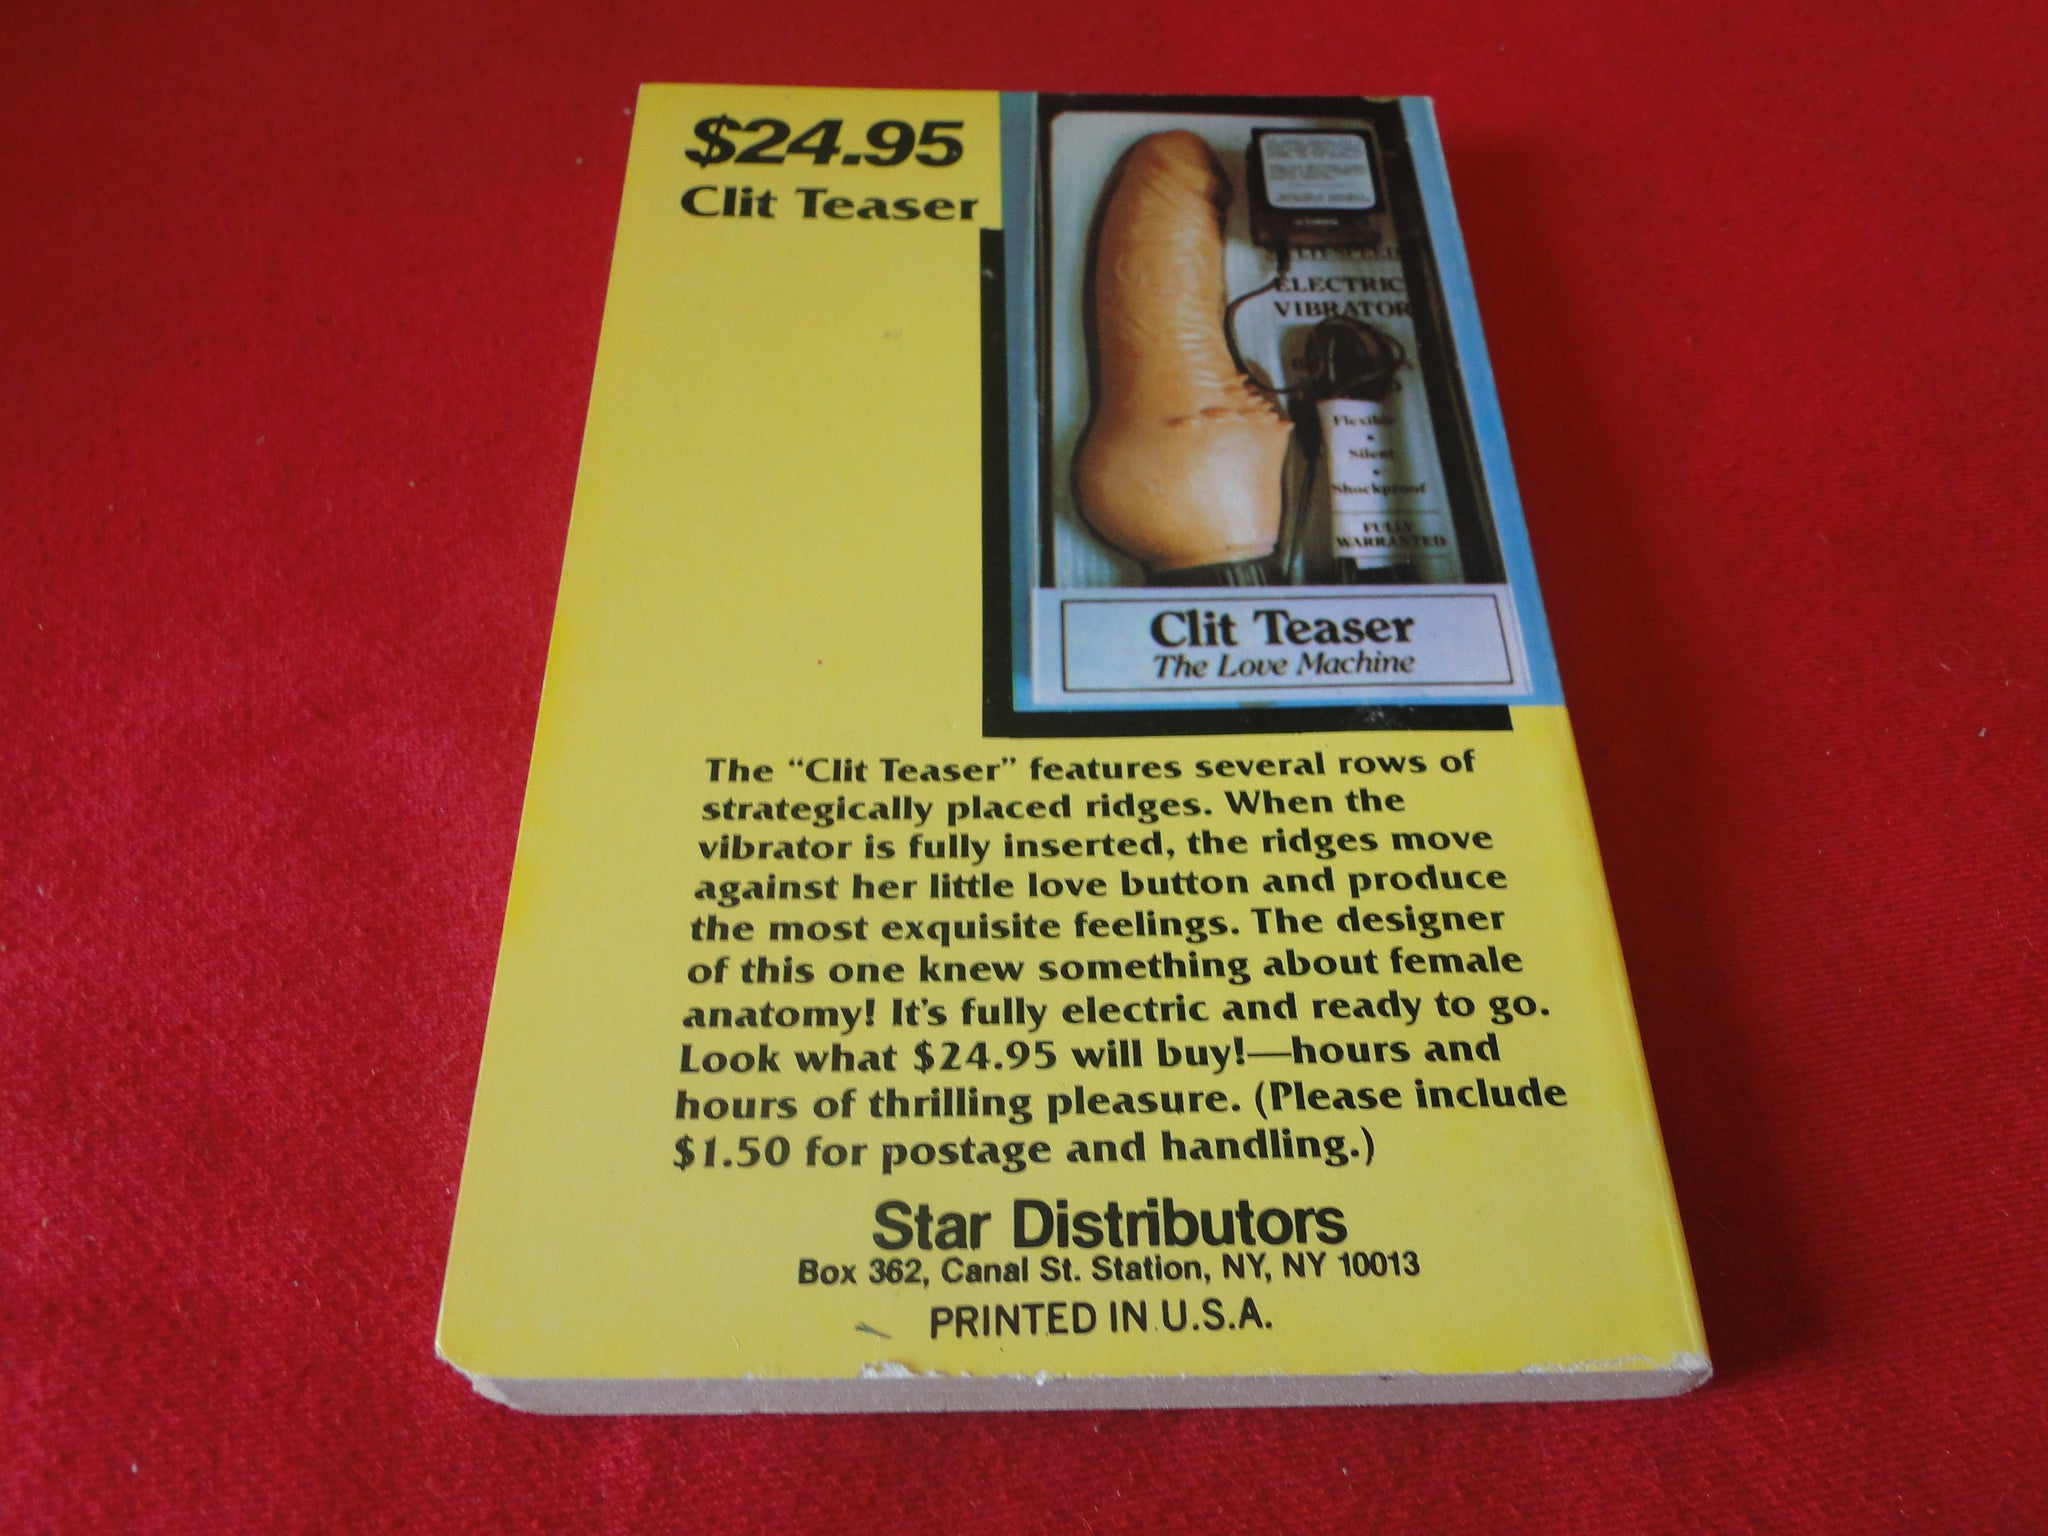 $24.95
Clit Teaser
ELECTRIC
VIBRATOR
Flexible
•
Silent
•
Shockproof
FULLY
WARRANTED
Clit Teaser
The Love Machine
The “Clit Teaser” features several rows of
strategically placed ridges. When the
vibrator is fully inserted, the ridges move
against her little love button and produce
the most exquisite feelings. The designer
of this one knew something about female
anatomy! It's fully electric and ready to go.
Look what $24.95 will buy!—hours and
hours of thrilling pleasure. (Please include
$1.50 for postage and handling.)
Star Distributors
Box 362, Canal St. Station, NY, NY 10013
PRINTED IN U.S.A.